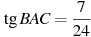 tg BAC = 7/24